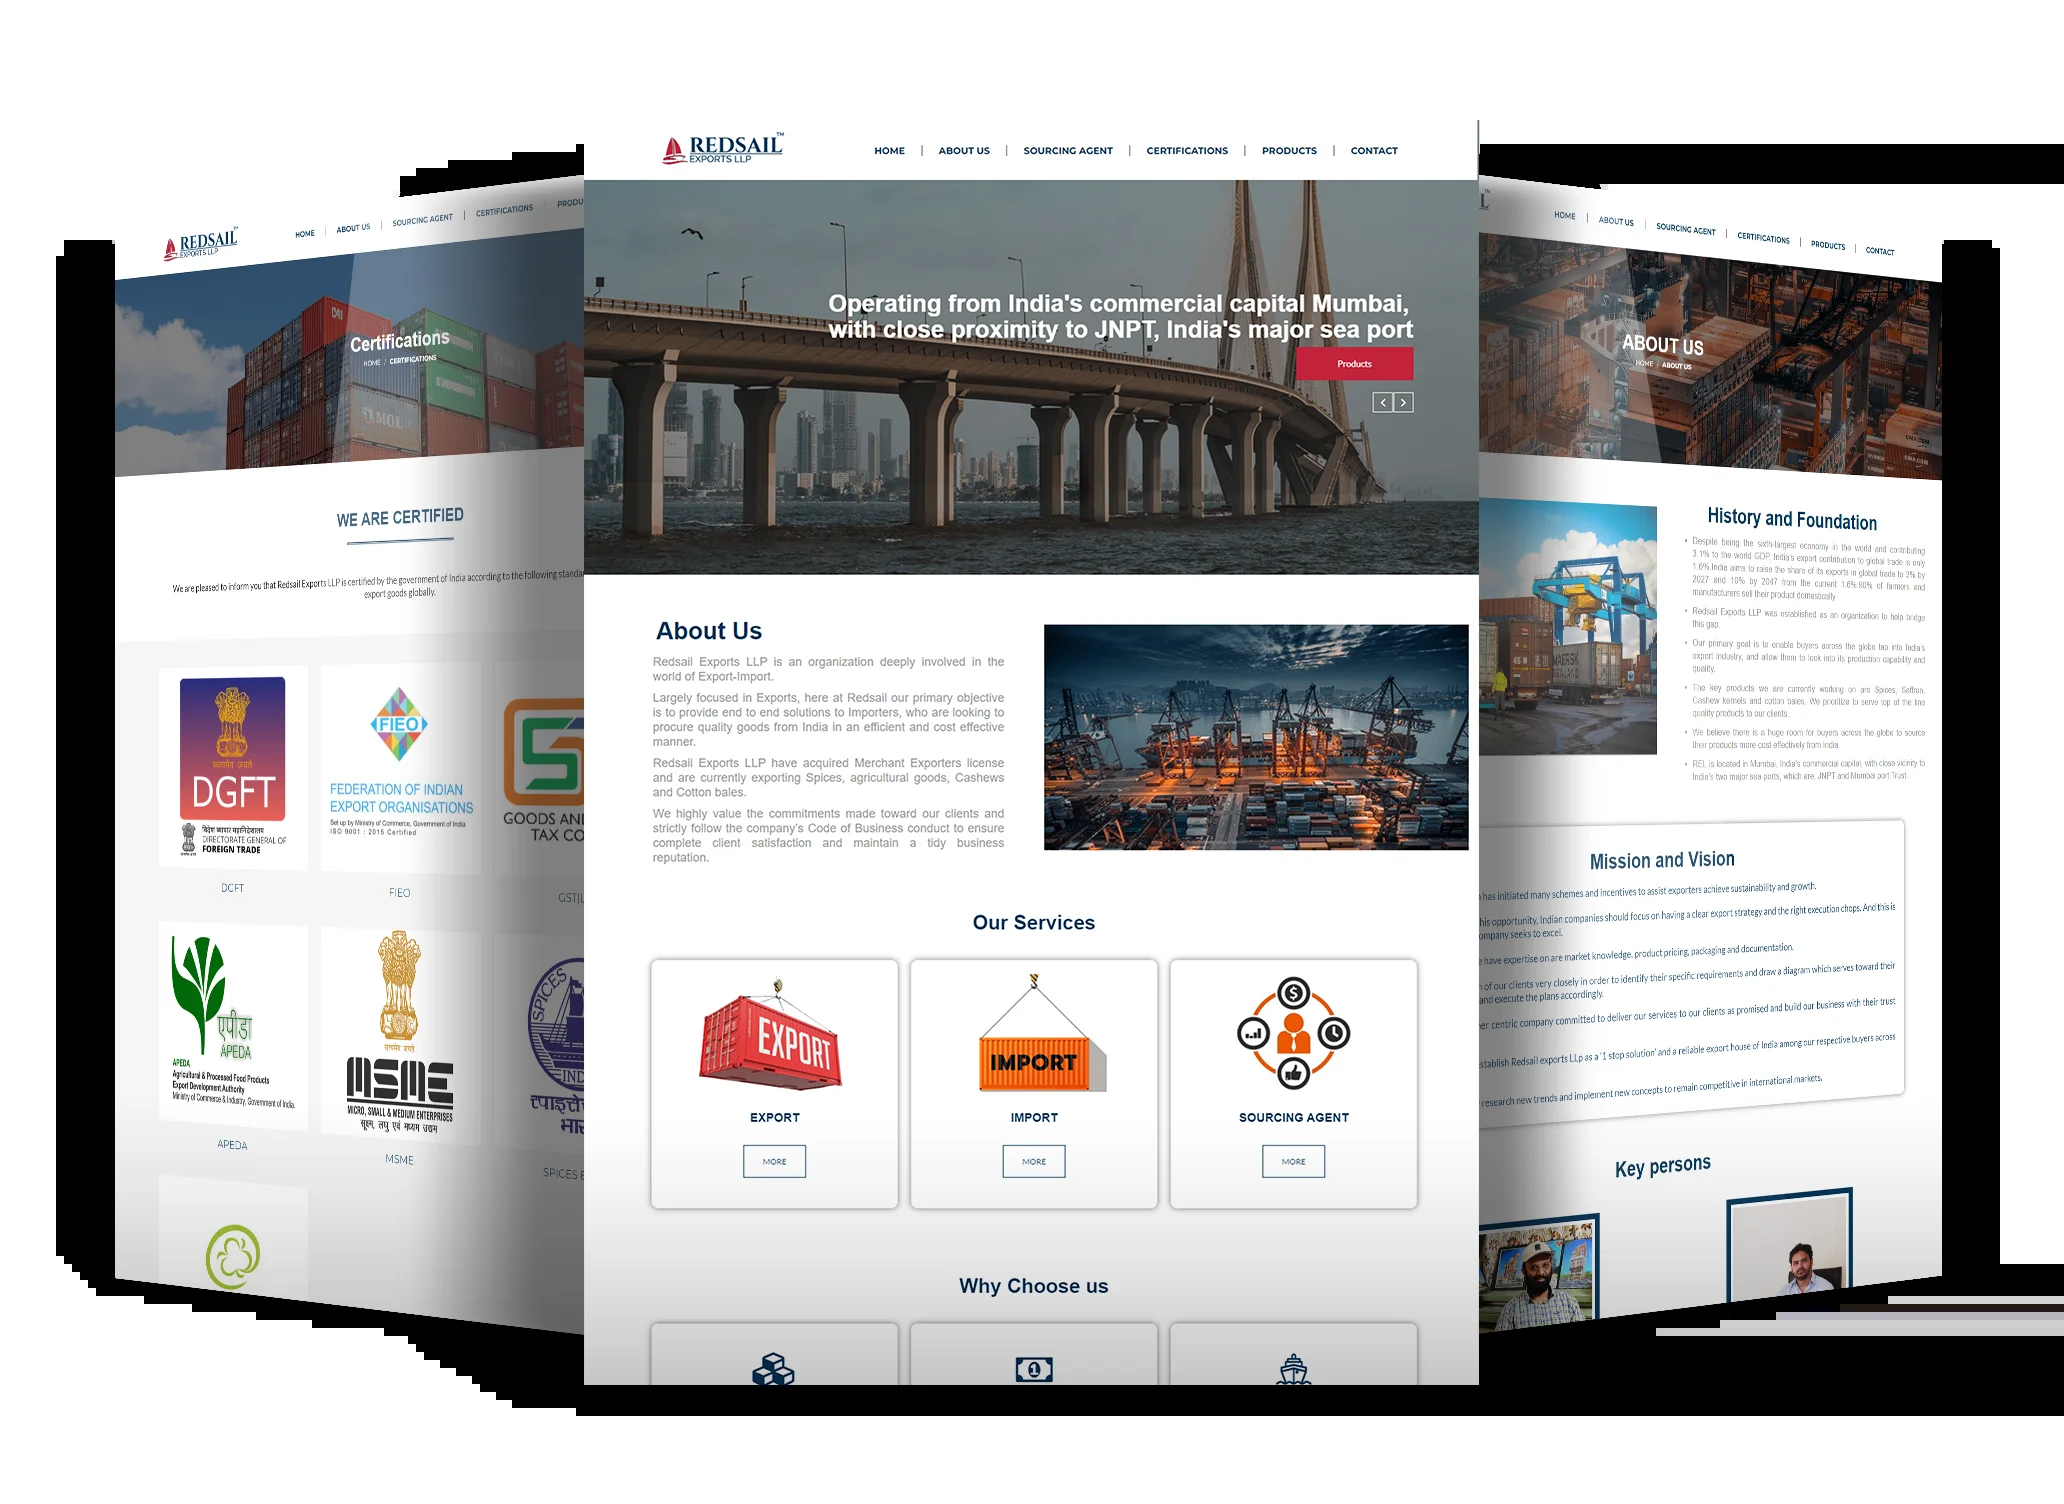 REDSAIL™
EXPORTS LLP
HOME
ABOUT US
SOURCING AGENT
CERTIFICATIONS
PRODU
Certifications
HOME / CERTIFICATIONS
WE ARE CERTIFIED
We are pleased to inform you that Redsail Exports LLP is certified by the government of India according to the following standa
export goods globally.
सत्यमेव जयते
DGFT
विदेश व्यापार महानिदेशालय
DIRECTORATE GENERAL OF
FOREIGN TRADE
DGFT
FIEO
FEDERATION OF INDIAN
EXPORT ORGANISATIONS
Set up by Ministry of Commerce, Government of India
ISO 9001 : 2015 Certified
FIEO
GOODS AN
TAX CO
एपीडा
APEDA
APEDA
Agricultural & Processed Food Products
Export Development Authority
Ministry of Commerce & Industry, Government of India.
APEDA
सत्यमेव जयते
MSME
MICRO, SMALL & MEDIUM ENTERPRISES
सूक्ष्म, लघु एवं मध्यम उद्यम
MSME
SPICES
IND
SPICES
REDSAIL™
EXPORTS LLP
HOME | ABOUT US | SOURCING AGENT | CERTIFICATIONS | PRODUCTS | CONTACT
Operating from India's commercial capital Mumbai,
with close proximity to JNPT, India's major sea port
Products
About Us
Redsail Exports LLP is an organization deeply involved in the
world of Export-Import.
Largely focused in Exports, here at Redsail our primary objective
is to provide end to end solutions to Importers, who are looking to
procure quality goods from India in an efficient and cost effective
manner.
Redsail Exports LLP have acquired Merchant Exporters license
and are currently exporting Spices, agricultural goods, Cashews
and Cotton bales.
We highly value the commitments made toward our clients and
strictly follow the company's Code of Business conduct to ensure
complete client satisfaction and maintain a tidy business
reputation.
Our Services
EXPORT
EXPORT
MORE
IMPORT
IMPORT
MORE
SOURCING AGENT
MORE
Why Choose us
HOME
ABOUT US
SOURCING AGENT
CERTIFICATIONS
PRODUCTS
CONTACT
ABOUT US
HOME / ABOUT US
MAERSK
SEALAND
History and Foundation
• Despite being the sixth-largest economy in the world and contributing
3.1% to the world GDP, India's export contribution to global trade is only
1.6%.India aims to raise the share of its exports in global trade to 3% by
2027 and 10% by 2047 from the current 1.6%.90% of farmers and
manufacturers sell their product domestically.
• Redsail Exports LLP was established as an organization to help bridge
this gap.
• Our primary goal is to enable buyers across the globe tap into India's
export industry, and allow them to look into its production capability and
quality.
• The key products we are currently working on are Spices, Saffron,
Cashew kernels and cotton bales. We prioritize to serve top of the line
quality products to our clients.
• We believe there is a huge room for buyers across the globe to source
their products more cost effectively from India.
• REL is located in Mumbai, India's commercial capital, with close vicinity to
India's two major sea ports, which are, JNPT and Mumbai port Trust.
Mission and Vision
has initiated many schemes and incentives to assist exporters achieve sustainability and growth.
his opportunity, Indian companies should focus on having a clear export strategy and the right execution chops. And this is
ompany seeks to excel.
have expertise on are market knowledge, product pricing, packaging and documentation.
of our clients very closely in order to identify their specific requirements and draw a diagram which serves toward their
and execute the plans accordingly.
er centric company committed to deliver our services to our clients as promised and build our business with their trust
stablish Redsail exports LLp as a '1 stop solution' and a reliable export house of India among our respective buyers across
research new trends and implement new concepts to remain competitive in international markets.
Key persons